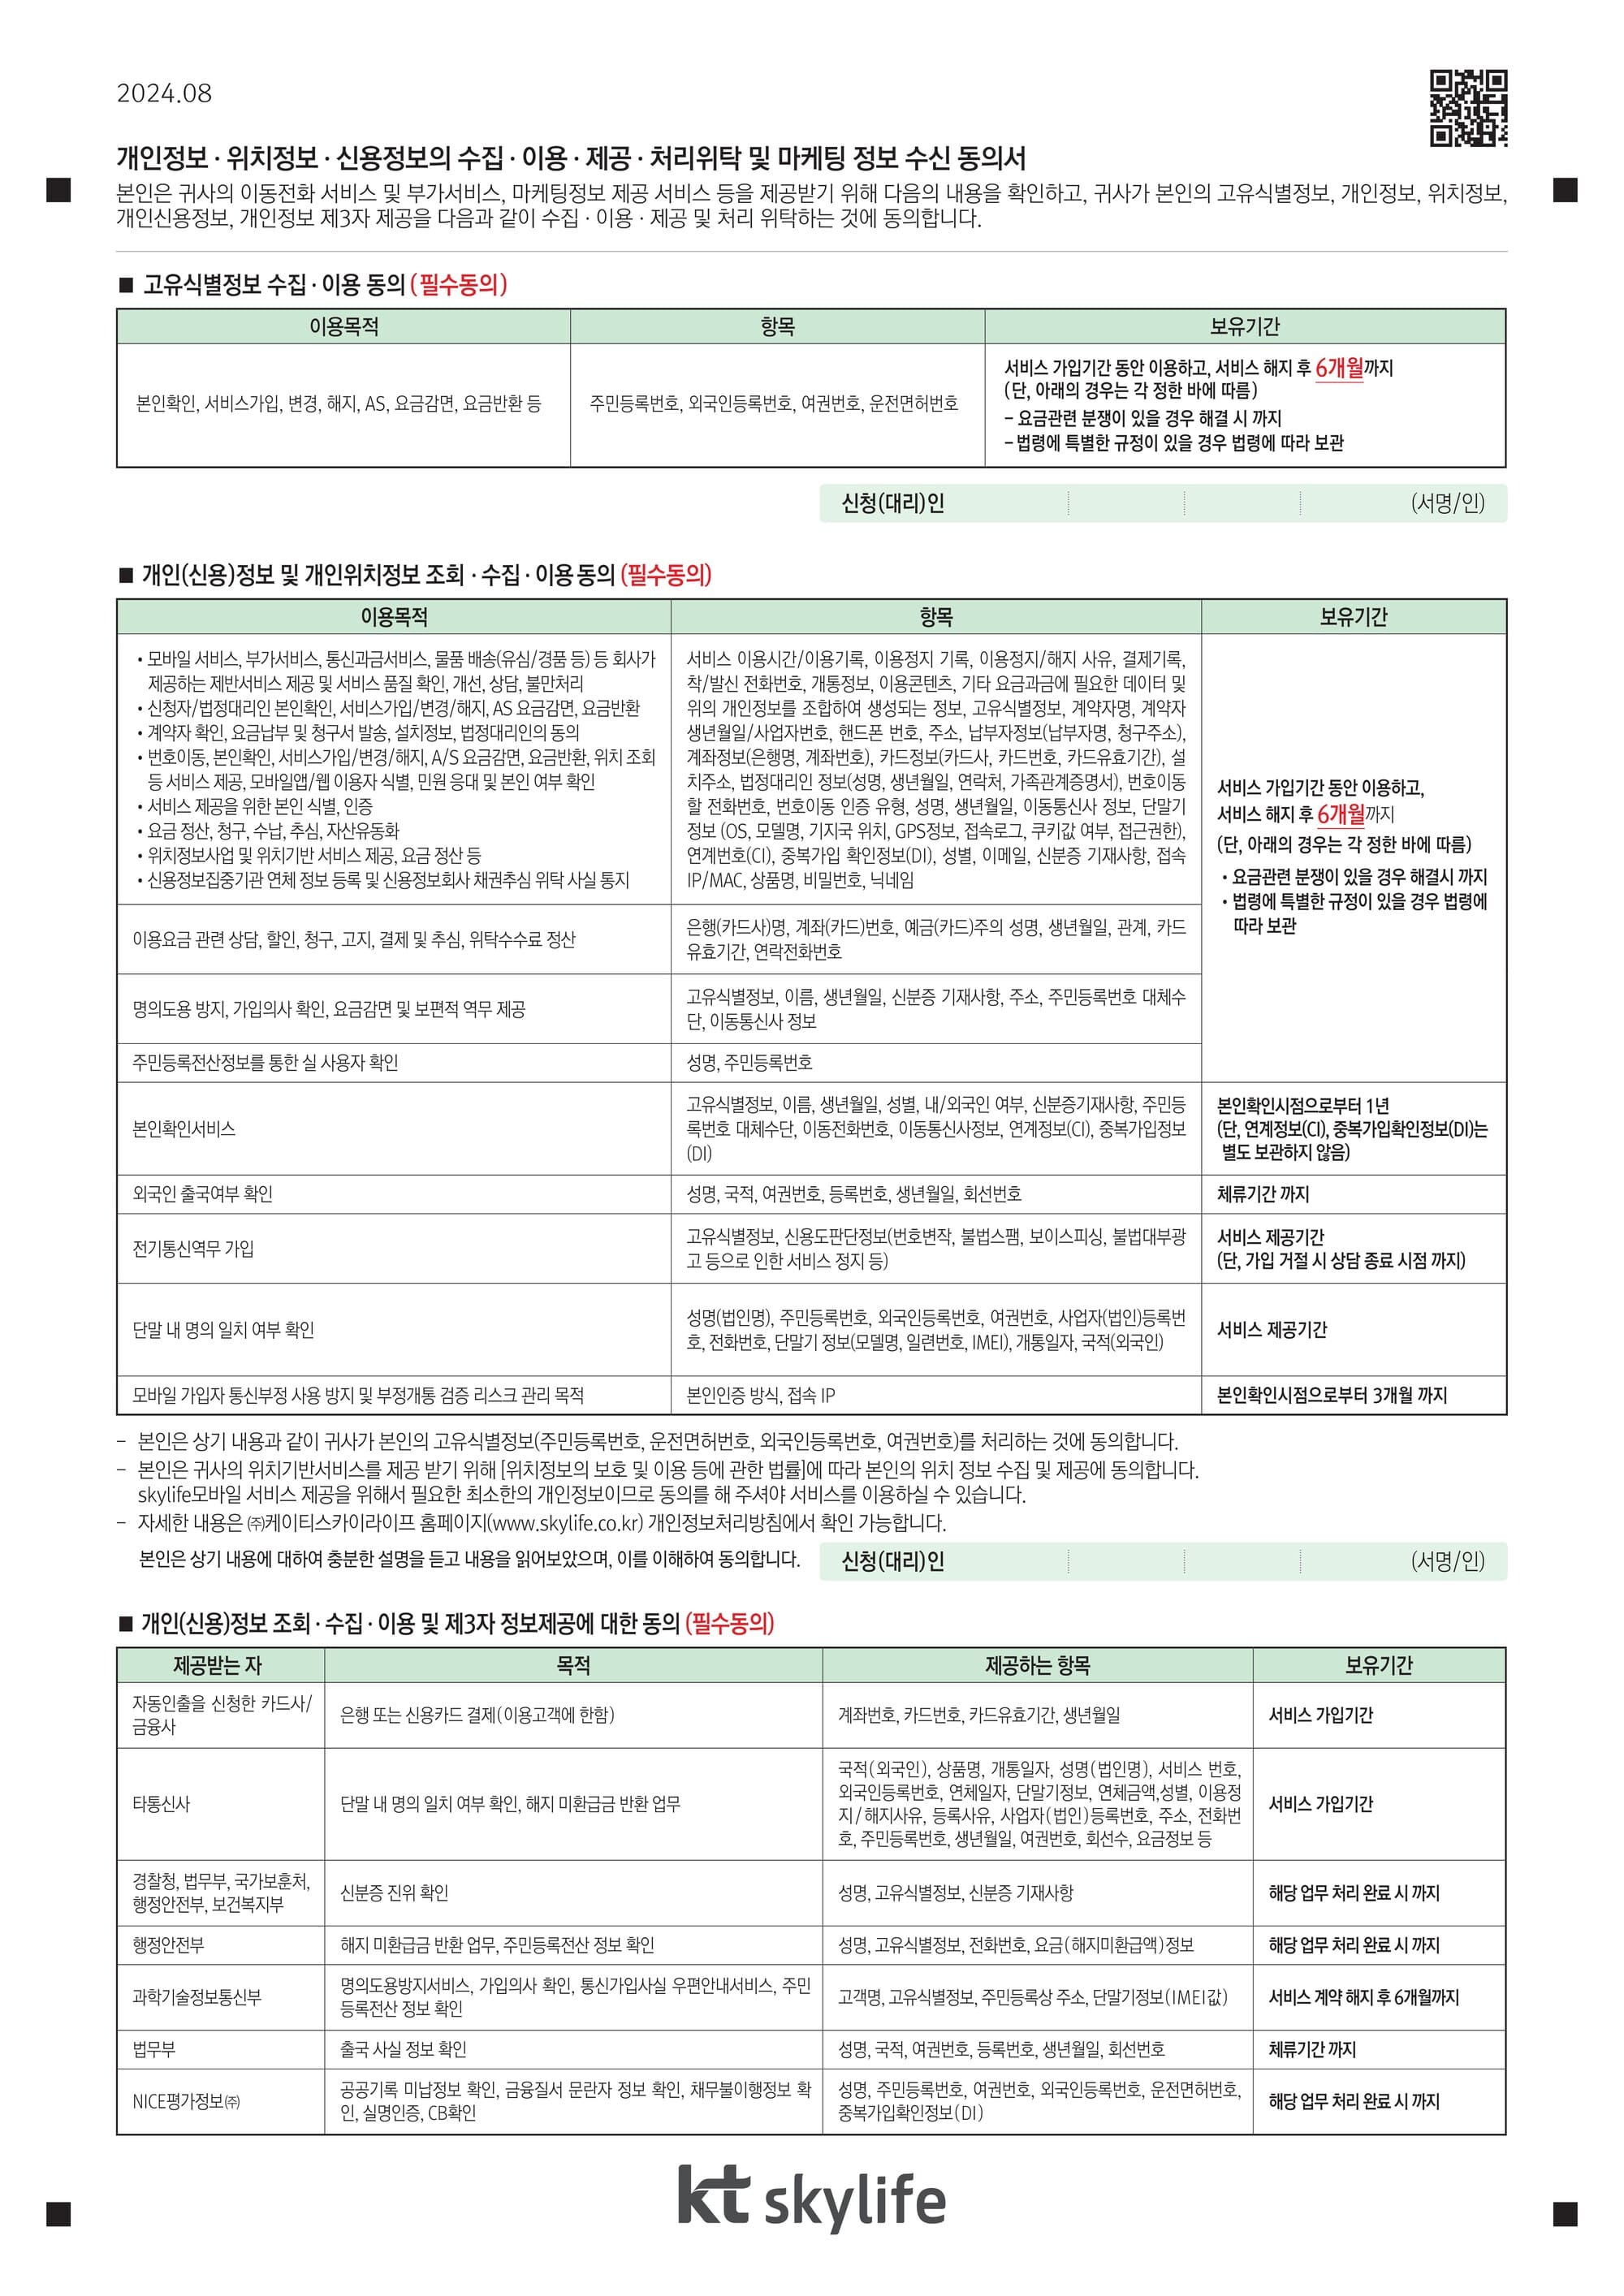 2024.08
개인정보 · 위치정보 · 신용정보의 수집 · 이용 · 제공 · 처리위탁 및 마케팅 정보 수신 동의서
본인은 귀사의 이동전화 서비스 및 부가서비스, 마케팅정보 제공 서비스 등을 제공받기 위해 다음의 내용을 확인하고, 귀사가 본인의 고유식별정보, 개인정보, 위치정보,
개인신용정보, 개인정보 제3자 제공을 다음과 같이 수집 · 이용 · 제공 및 처리 위탁하는 것에 동의합니다.
■ 고유식별정보 수집 · 이용 동의 (필수동의)
이용목적
항목
보유기간
본인확인, 서비스가입, 변경, 해지, AS, 요금감면, 요금반환 등
주민등록번호, 외국인등록번호, 여권번호, 운전면허번호
서비스 가입기간 동안 이용하고, 서비스 해지 후 6개월까지
(단, 아래의 경우는 각 정한 바에 따름)
– 요금관련 분쟁이 있을 경우 해결 시 까지
– 법령에 특별한 규정이 있을 경우 법령에 따라 보관
신청(대리)인 (서명/인)
■ 개인(신용)정보 및 개인위치정보 조회 · 수집 · 이용 동의 (필수동의)
이용목적
항목
보유기간
• 모바일 서비스, 부가서비스, 통신과금서비스, 물품 배송(유심/경품 등) 등 회사가
제공하는 제반서비스 제공 및 서비스 품질 확인, 개선, 상담, 불만처리
• 신청자/법정대리인 본인확인, 서비스가입/변경/해지, AS 요금감면, 요금반환
• 계약자 확인, 요금납부 및 청구서 발송, 설치정보, 법정대리인의 동의
• 번호이동, 본인확인, 서비스가입/변경/해지, A/S 요금감면, 요금반환, 위치 조회
등 서비스 제공, 모바일앱/웹 이용자 식별, 민원 응대 및 본인 여부 확인
• 서비스 제공을 위한 본인 식별, 인증
• 요금 정산, 청구, 수납, 추심, 자산유동화
• 위치정보사업 및 위치기반 서비스 제공, 요금 정산 등
• 신용정보집중기관 연체 정보 등록 및 신용정보회사 채권추심 위탁 사실 통지
서비스 이용시간/이용기록, 이용정지 기록, 이용정지/해지 사유, 결제기록,
착/발신 전화번호, 개통정보, 이용콘텐츠, 기타 요금과금에 필요한 데이터 및
위의 개인정보를 조합하여 생성되는 정보, 고유식별정보, 계약자명, 계약자
생년월일/사업자번호, 핸드폰 번호, 주소, 납부자정보(납부자명, 청구주소),
계좌정보(은행명, 계좌번호), 카드정보(카드사, 카드번호, 카드유효기간), 설
치주소, 법정대리인 정보(성명, 생년월일, 연락처, 가족관계증명서), 번호이동
할 전화번호, 번호이동 인증 유형, 성명, 생년월일, 이동통신사 정보, 단말기
정보 (OS, 모델명, 기지국 위치, GPS정보, 접속로그, 쿠키값 여부, 접근권한),
연계번호(CI), 중복가입 확인정보(DI), 성별, 이메일, 신분증 기재사항, 접속
IP/MAC, 상품명, 비밀번호, 닉네임
서비스 가입기간 동안 이용하고,
서비스 해지 후 6개월까지
(단, 아래의 경우는 각 정한 바에 따름)
• 요금관련 분쟁이 있을 경우 해결시 까지
• 법령에 특별한 규정이 있을 경우 법령에
따라 보관
이용요금 관련 상담, 할인, 청구, 고지, 결제 및 추심, 위탁수수료 정산
은행(카드사)명, 계좌(카드)번호, 예금(카드)주의 성명, 생년월일, 관계, 카드
유효기간, 연락전화번호
명의도용 방지, 가입의사 확인, 요금감면 및 보편적 역무 제공
고유식별정보, 이름, 생년월일, 신분증 기재사항, 주소, 주민등록번호 대체수
단, 이동통신사 정보
주민등록전산정보를 통한 실 사용자 확인
성명, 주민등록번호
본인확인서비스
고유식별정보, 이름, 생년월일, 성별, 내/외국인 여부, 신분증기재사항, 주민등
록번호 대체수단, 이동전화번호, 이동통신사정보, 연계정보(CI), 중복가입정보
(DI)
본인확인시점으로부터 1년
(단, 연계정보(CI), 중복가입확인정보(DI)는
별도 보관하지 않음)
외국인 출국여부 확인
성명, 국적, 여권번호, 등록번호, 생년월일, 회선번호
체류기간 까지
전기통신역무 가입
고유식별정보, 신용도판단정보(번호변작, 불법스팸, 보이스피싱, 불법대부광
고 등으로 인한 서비스 정지 등)
서비스 제공기간
(단, 가입 거절 시 상담 종료 시점 까지)
단말 내 명의 일치 여부 확인
성명(법인명), 주민등록번호, 외국인등록번호, 여권번호, 사업자(법인)등록번
호, 전화번호, 단말기 정보(모델명, 일련번호, IMEI), 개통일자, 국적(외국인)
서비스 제공기간
모바일 가입자 통신부정 사용 방지 및 부정개통 검증 리스크 관리 목적
본인인증 방식, 접속 IP
본인확인시점으로부터 3개월 까지
– 본인은 상기 내용과 같이 귀사가 본인의 고유식별정보(주민등록번호, 운전면허번호, 외국인등록번호, 여권번호)를 처리하는 것에 동의합니다.
– 본인은 귀사의 위치기반서비스를 제공 받기 위해 [위치정보의 보호 및 이용 등에 관한 법률]에 따라 본인의 위치 정보 수집 및 제공에 동의합니다.
skylife모바일 서비스 제공을 위해서 필요한 최소한의 개인정보이므로 동의를 해 주셔야 서비스를 이용하실 수 있습니다.
– 자세한 내용은 ㈜케이티스카이라이프 홈페이지(www.skylife.co.kr) 개인정보처리방침에서 확인 가능합니다.
본인은 상기 내용에 대하여 충분한 설명을 듣고 내용을 읽어보았으며, 이를 이해하여 동의합니다.
신청(대리)인 (서명/인)
■ 개인(신용)정보 조회 · 수집 · 이용 및 제3자 정보제공에 대한 동의 (필수동의)
제공받는 자
목적
제공하는 항목
보유기간
자동인출을 신청한 카드사/
금융사
은행 또는 신용카드 결제(이용고객에 한함)
계좌번호, 카드번호, 카드유효기간, 생년월일
서비스 가입기간
타통신사
단말 내 명의 일치 여부 확인, 해지 미환급금 반환 업무
국적(외국인), 상품명, 개통일자, 성명(법인명), 서비스 번호,
외국인등록번호, 연체일자, 단말기정보, 연체금액,성별, 이용정
지/해지사유, 등록사유, 사업자(법인)등록번호, 주소, 전화번
호, 주민등록번호, 생년월일, 여권번호, 회선수, 요금정보 등
서비스 가입기간
경찰청, 법무부, 국가보훈처,
행정안전부, 보건복지부
신분증 진위 확인
성명, 고유식별정보, 신분증 기재사항
해당 업무 처리 완료 시 까지
행정안전부
해지 미환급금 반환 업무, 주민등록전산 정보 확인
성명, 고유식별정보, 전화번호, 요금(해지미환급액)정보
해당 업무 처리 완료 시 까지
과학기술정보통신부
명의도용방지서비스, 가입의사 확인, 통신가입사실 우편안내서비스, 주민
등록전산 정보 확인
고객명, 고유식별정보, 주민등록상 주소, 단말기정보(IMEI값)
서비스 계약 해지 후 6개월까지
법무부
출국 사실 정보 확인
성명, 국적, 여권번호, 등록번호, 생년월일, 회선번호
체류기간 까지
NICE평가정보㈜
공공기록 미납정보 확인, 금융질서 문란자 정보 확인, 채무불이행정보 확
인, 실명인증, CB확인
성명, 주민등록번호, 여권번호, 외국인등록번호, 운전면허번호,
중복가입확인정보(DI)
해당 업무 처리 완료 시 까지
kt skylife